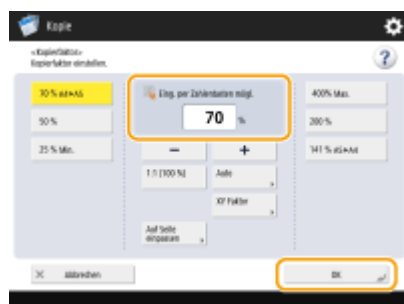 Kopie
<Kopierfaktor>
Kopierfaktor einstellen.
?
70 % A3→A4
Eing. per Zahlentasten mögl.
400% Max.
50 %
70 %
200 %
25 % Min.
−
+
141 % A5→A4
1:1 (100 %)
Auto
XY Faktor
Auf Seite
einpassen
Abbrechen
OK